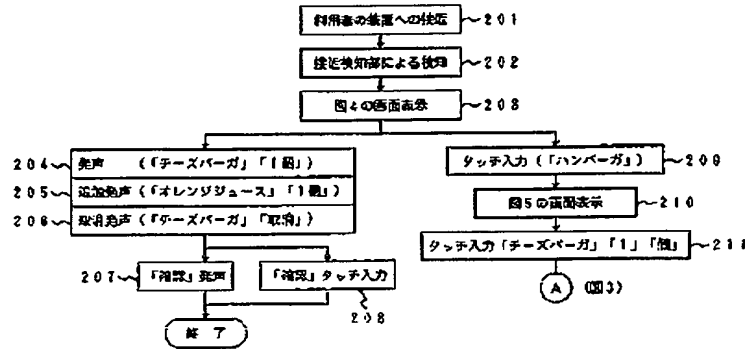 利用者の装置への接近 201
接近検知部による検知 202
図4の画面表示 203
204 発声 (「チーズバーガ」「1個」)
205 追加発声 (「オレンジジュース」「1個」)
206 取消発声 (「チーズバーガ」「取消」)
タッチ入力 (「ハンバーガ」) 209
図5の画面表示 210
タッチ入力「チーズバーガ」「1」「個」 211
207 「確認」発声
「確認」タッチ入力
208
A (図3)
終了